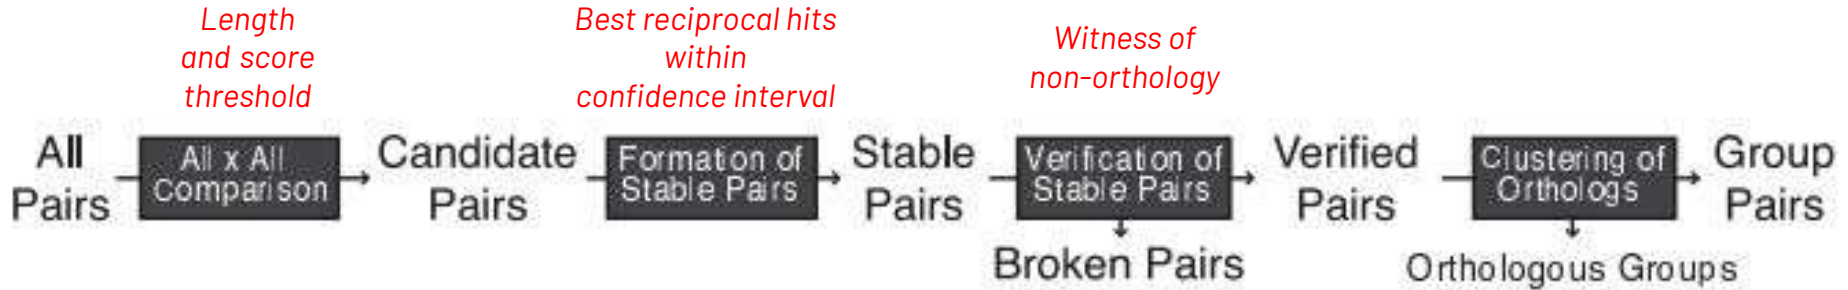 Length
and score
threshold
Best reciprocal hits
within
confidence interval
Witness of
non-orthology
All
Pairs
All x All
Comparison
Candidate
Pairs
Formation of
Stable Pairs
Stable
Pairs
Verification of
Stable Pairs
Broken Pairs
Verified
Pairs
Clustering of
Orthologs
Orthologous Groups
Group
Pairs